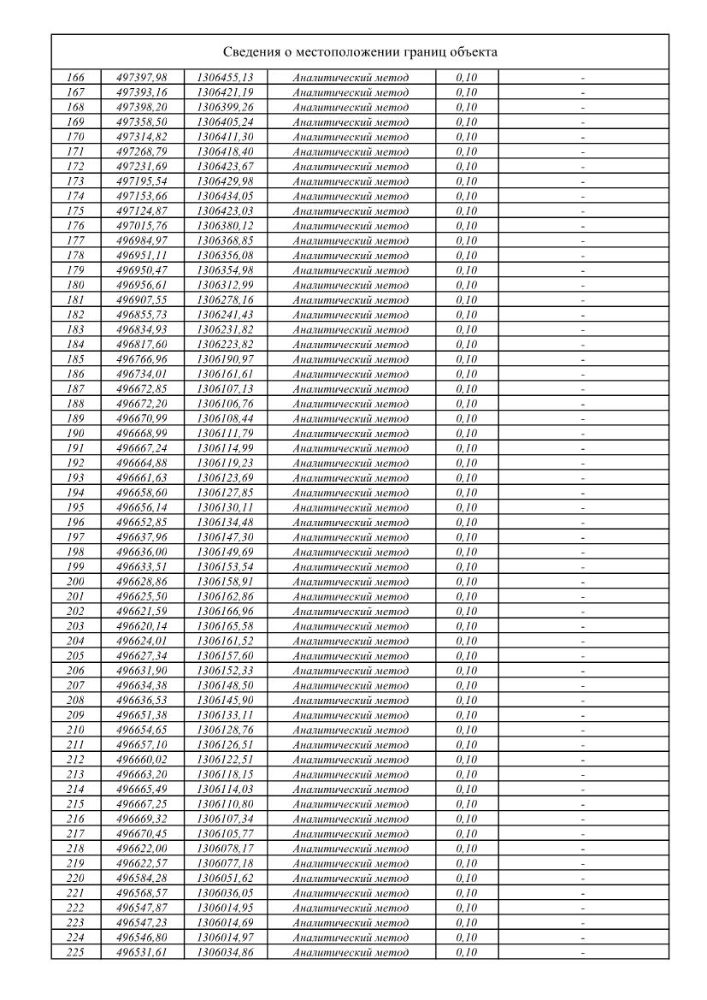 Сведения о местоположении границ объекта
166 497397,98 1306455,13 Аналитический метод 0,10 -
167 497393,16 1306421,19 Аналитический метод 0,10 -
168 497398,20 1306399,26 Аналитический метод 0,10 -
169 497358,50 1306405,24 Аналитический метод 0,10 -
170 497314,82 1306411,30 Аналитический метод 0,10 -
171 497268,79 1306418,40 Аналитический метод 0,10 -
172 497231,69 1306423,67 Аналитический метод 0,10 -
173 497195,54 1306429,98 Аналитический метод 0,10 -
174 497153,66 1306434,05 Аналитический метод 0,10 -
175 497124,87 1306423,03 Аналитический метод 0,10 -
176 497015,76 1306380,12 Аналитический метод 0,10 -
177 496984,97 1306368,85 Аналитический метод 0,10 -
178 496951,11 1306356,08 Аналитический метод 0,10 -
179 496950,47 1306354,98 Аналитический метод 0,10 -
180 496956,61 1306312,99 Аналитический метод 0,10 -
181 496907,55 1306278,16 Аналитический метод 0,10 -
182 496855,73 1306241,43 Аналитический метод 0,10 -
183 496834,93 1306231,82 Аналитический метод 0,10 -
184 496817,60 1306223,82 Аналитический метод 0,10 -
185 496766,96 1306190,97 Аналитический метод 0,10 -
186 496734,01 1306161,61 Аналитический метод 0,10 -
187 496672,85 1306107,13 Аналитический метод 0,10 -
188 496672,20 1306106,76 Аналитический метод 0,10 -
189 496670,99 1306108,44 Аналитический метод 0,10 -
190 496668,99 1306111,79 Аналитический метод 0,10 -
191 496667,24 1306114,99 Аналитический метод 0,10 -
192 496664,88 1306119,23 Аналитический метод 0,10 -
193 496661,63 1306123,69 Аналитический метод 0,10 -
194 496658,60 1306127,85 Аналитический метод 0,10 -
195 496656,14 1306130,11 Аналитический метод 0,10 -
196 496652,85 1306134,48 Аналитический метод 0,10 -
197 496637,96 1306147,30 Аналитический метод 0,10 -
198 496636,00 1306149,69 Аналитический метод 0,10 -
199 496633,51 1306153,54 Аналитический метод 0,10 -
200 496628,86 1306158,91 Аналитический метод 0,10 -
201 496625,50 1306162,86 Аналитический метод 0,10 -
202 496621,59 1306166,96 Аналитический метод 0,10 -
203 496620,14 1306165,58 Аналитический метод 0,10 -
204 496624,01 1306161,52 Аналитический метод 0,10 -
205 496627,34 1306157,60 Аналитический метод 0,10 -
206 496631,90 1306152,33 Аналитический метод 0,10 -
207 496634,38 1306148,50 Аналитический метод 0,10 -
208 496636,53 1306145,90 Аналитический метод 0,10 -
209 496651,38 1306133,11 Аналитический метод 0,10 -
210 496654,65 1306128,76 Аналитический метод 0,10 -
211 496657,10 1306126,51 Аналитический метод 0,10 -
212 496660,02 1306122,51 Аналитический метод 0,10 -
213 496663,20 1306118,15 Аналитический метод 0,10 -
214 496665,49 1306114,03 Аналитический метод 0,10 -
215 496667,25 1306110,80 Аналитический метод 0,10 -
216 496669,32 1306107,34 Аналитический метод 0,10 -
217 496670,45 1306105,77 Аналитический метод 0,10 -
218 496622,00 1306078,17 Аналитический метод 0,10 -
219 496622,57 1306077,18 Аналитический метод 0,10 -
220 496584,28 1306051,62 Аналитический метод 0,10 -
221 496568,57 1306036,05 Аналитический метод 0,10 -
222 496547,87 1306014,95 Аналитический метод 0,10 -
223 496547,23 1306014,69 Аналитический метод 0,10 -
224 496546,80 1306014,97 Аналитический метод 0,10 -
225 496531,61 1306034,86 Аналитический метод 0,10 -